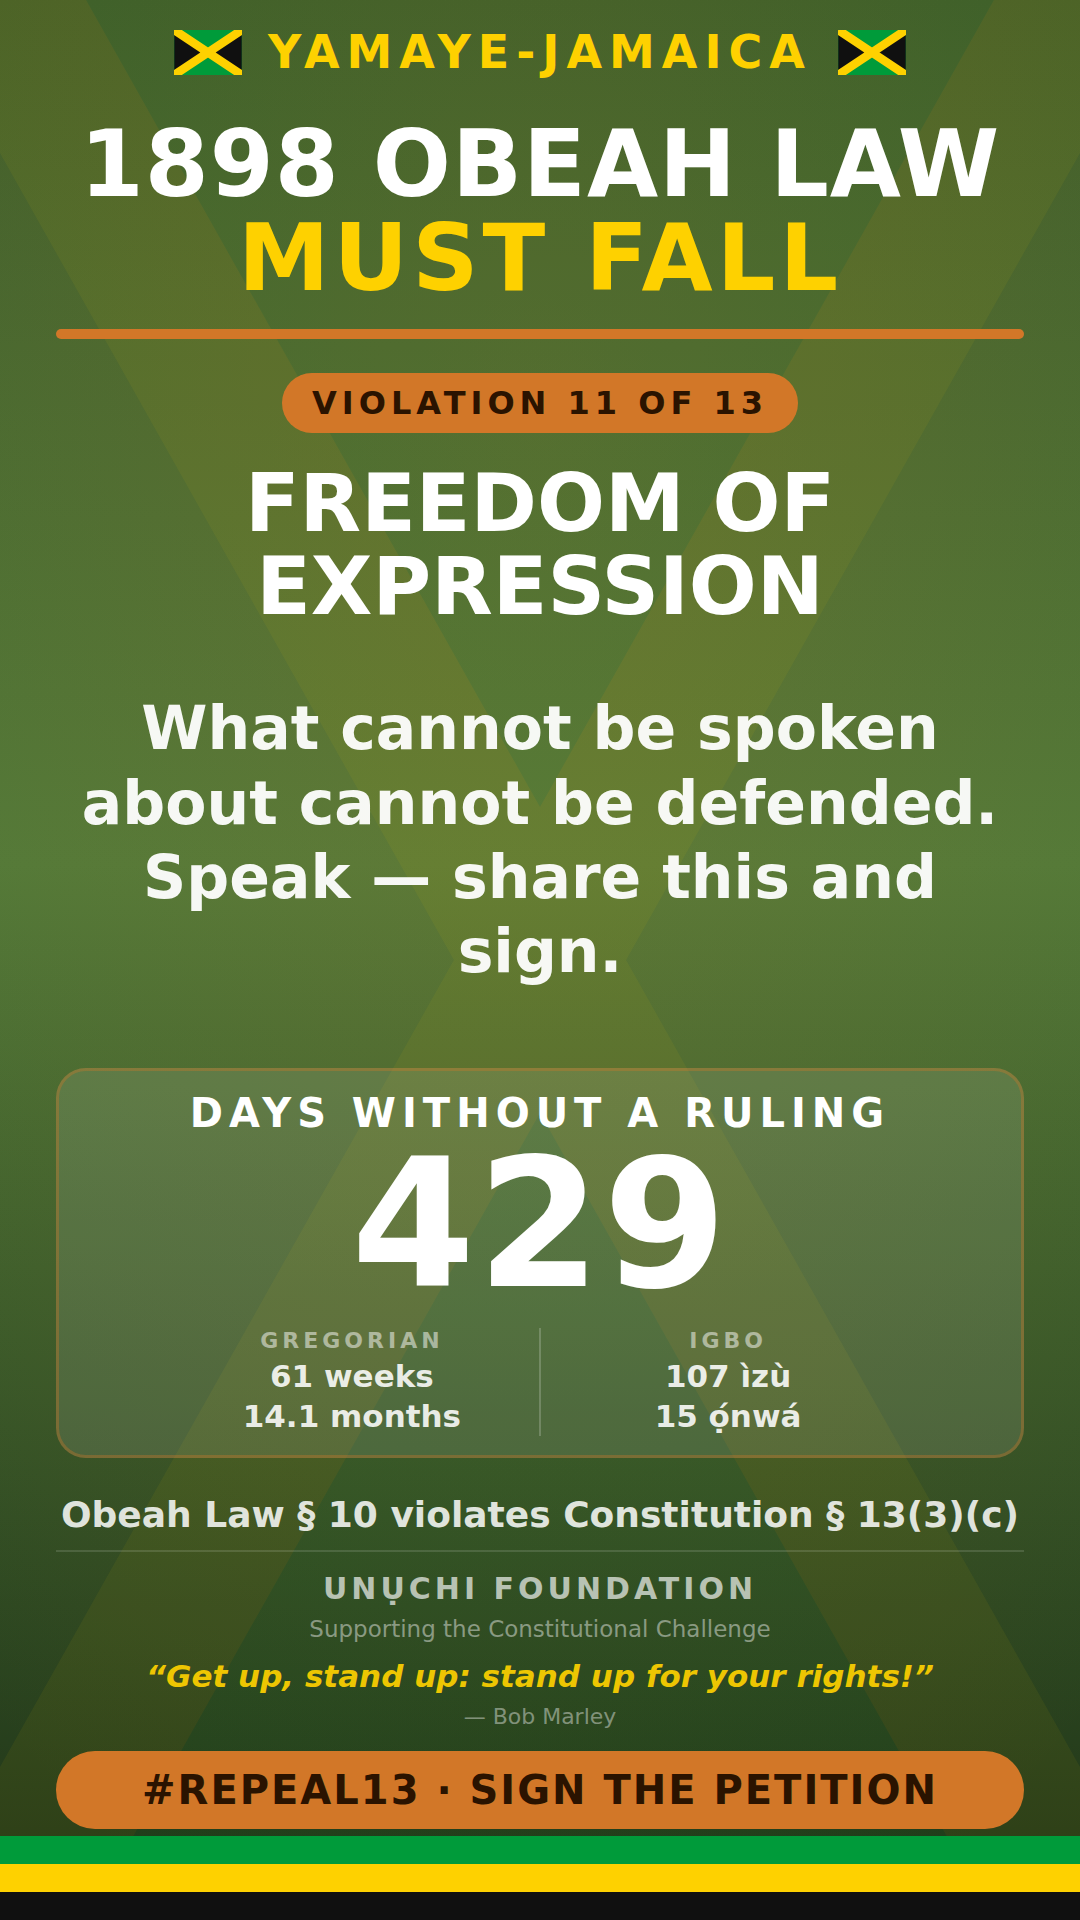 YAMAYE-JAMAICA
1898 OBEAH LAW
MUST FALL
VIOLATION 11 OF 13
FREEDOM OF
EXPRESSION
What cannot be spoken
about cannot be defended.
Speak — share this and
sign.
DAYS WITHOUT A RULING
429
GREGORIAN
61 weeks
14.1 months
IGBO
107 ìzù
15 ọ́nwá
Obeah Law § 10 violates Constitution § 13(3)(c)
UNỤCHI FOUNDATION
Supporting the Constitutional Challenge
“Get up, stand up: stand up for your rights!”
— Bob Marley
#REPEAL13 · SIGN THE PETITION